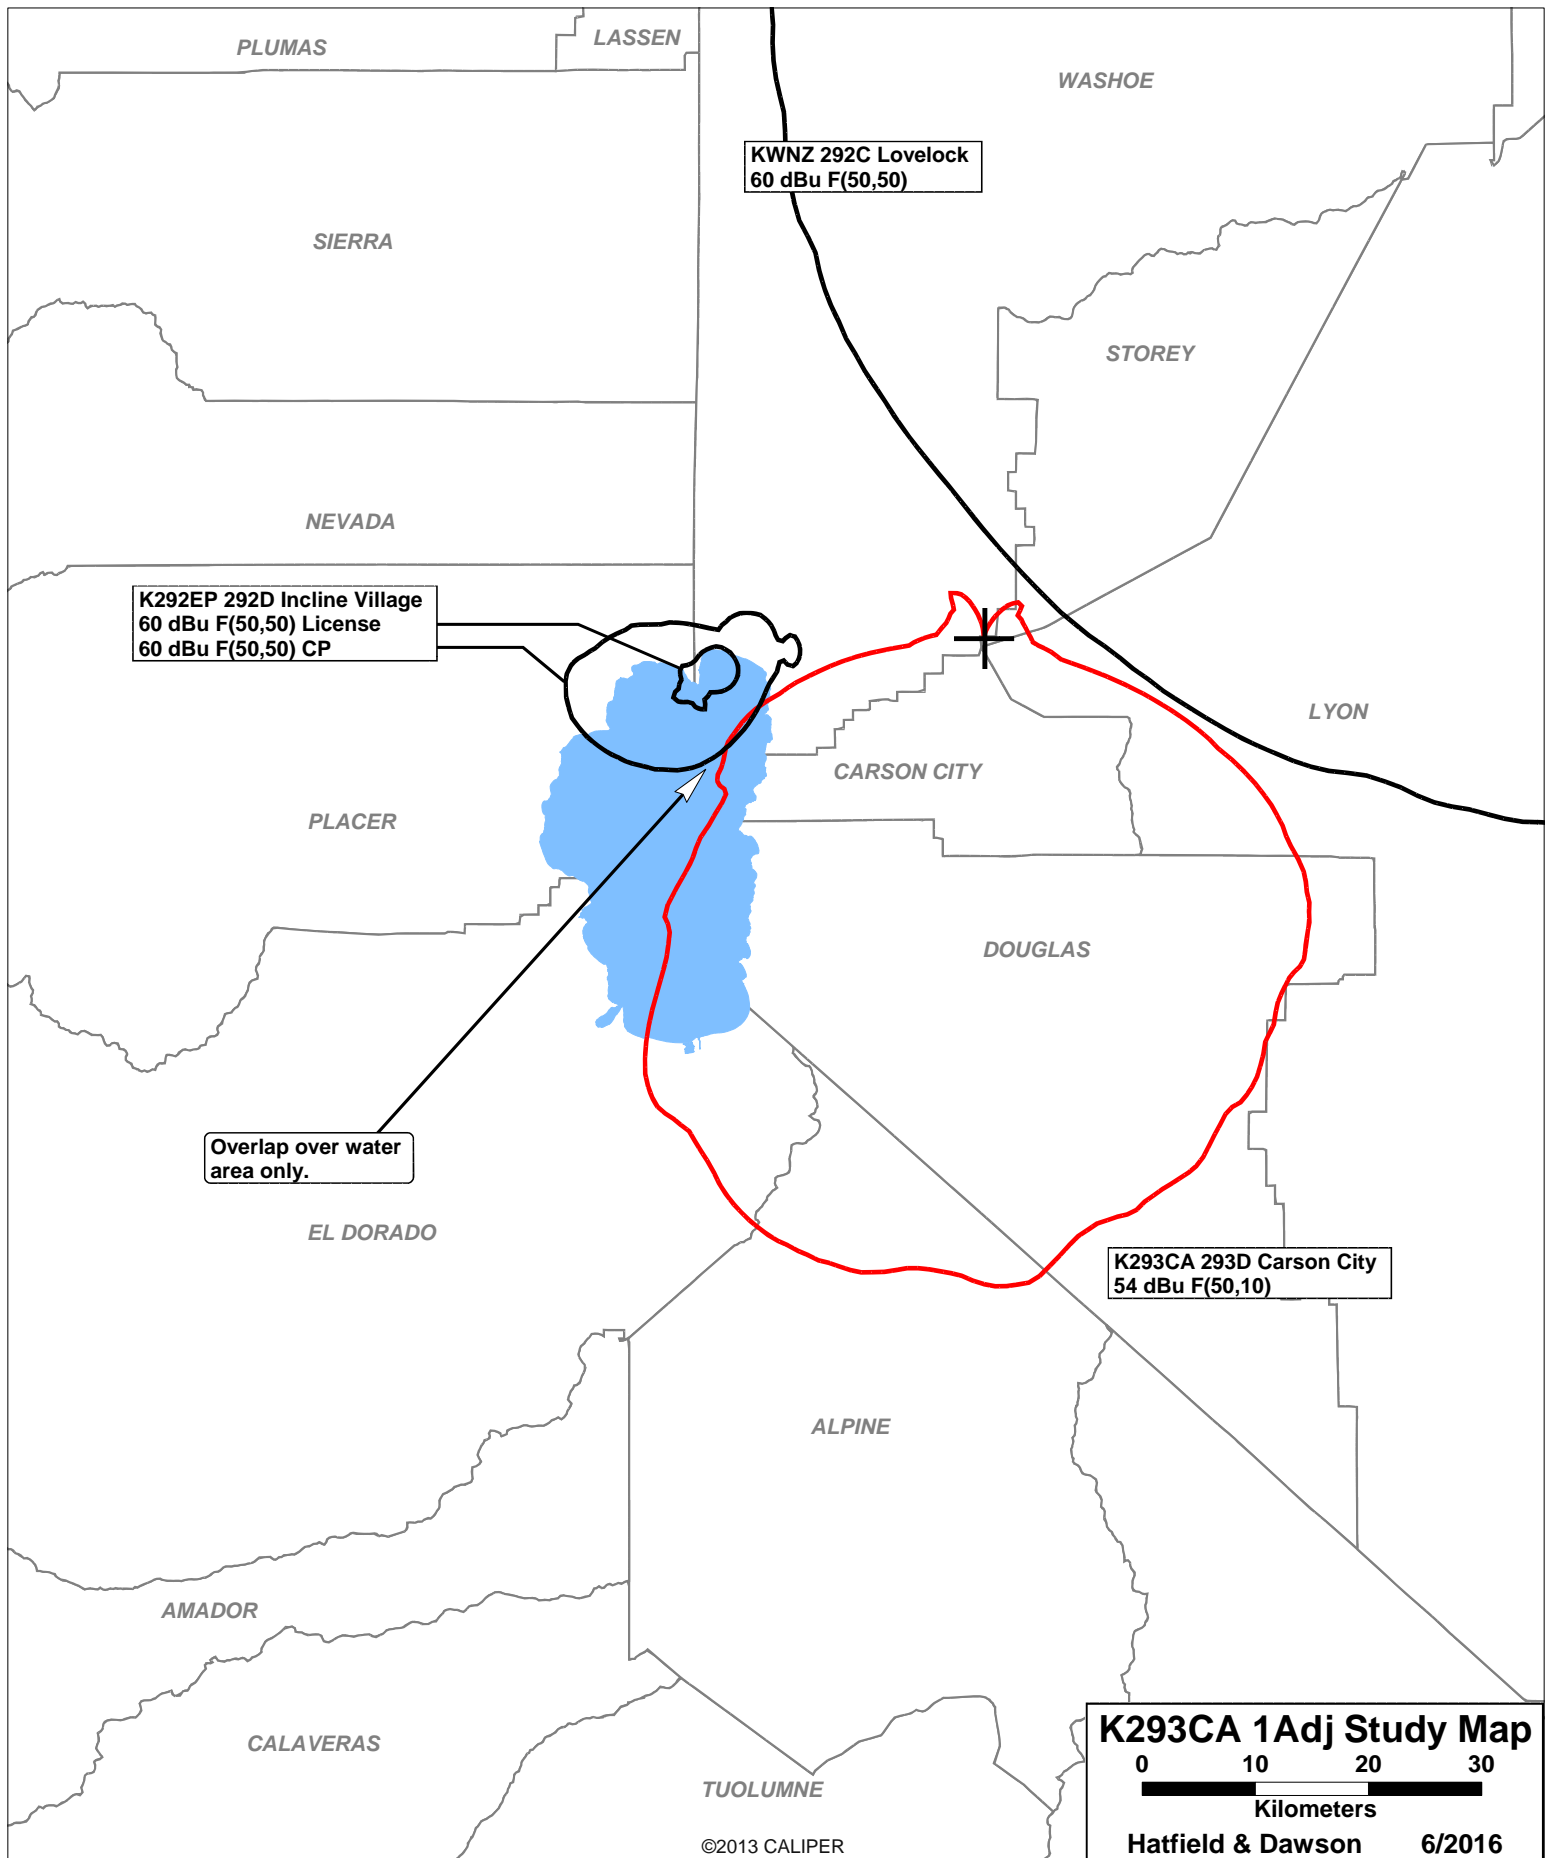 PLUMAS
LASSEN
WASHOE
KWNZ 292C Lovelock
60 dBu F(50,50)
SIERRA
STOREY
NEVADA
K292EP 292D Incline Village
60 dBu F(50,50) License
60 dBu F(50,50) CP
LYON
CARSON CITY
PLACER
DOUGLAS
Overlap over water
area only.
EL DORADO
K293CA 293D Carson City
54 dBu F(50,10)
ALPINE
AMADOR
CALAVERAS
TUOLUMNE
©2013 CALIPER
K293CA 1Adj Study Map
0 10 20 30
Kilometers
Hatfield & Dawson 6/2016